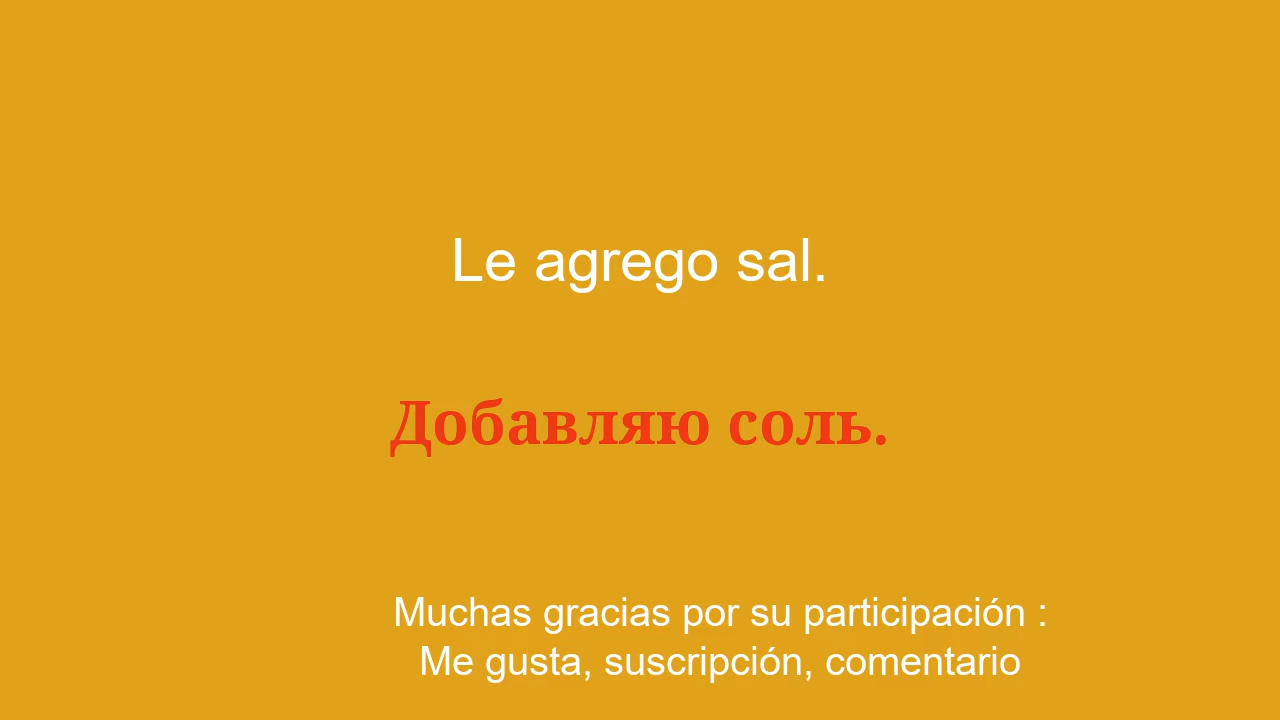 Le agrego sal.
Добавляю соль.
Muchas gracias por su participación :
Me gusta, suscripción, comentario